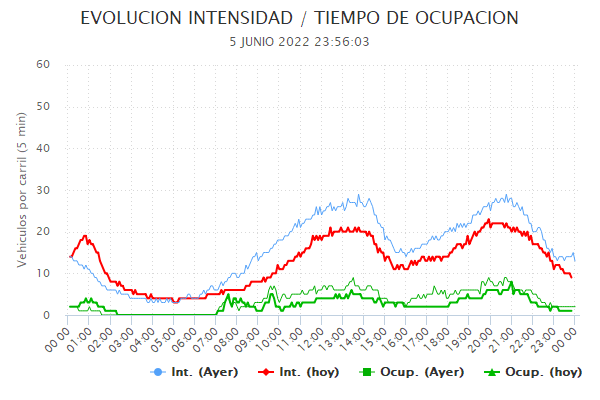 EVOLUCION INTENSIDAD / TIEMPO DE OCUPACION
5 JUNIO 2022 23:56:03
Vehiculos por carril (5 min)
60
50
40
30
20
10
0
00:00 01:00 02:00 03:00 04:00 05:00 06:00 07:00 08:00 09:00 10:00 11:00 12:00 13:00 14:00 15:00 16:00 17:00 18:00 19:00 20:00 21:00 22:00 23:00 00:00
Int. (Ayer) Int. (hoy) Ocup. (Ayer) Ocup. (hoy)